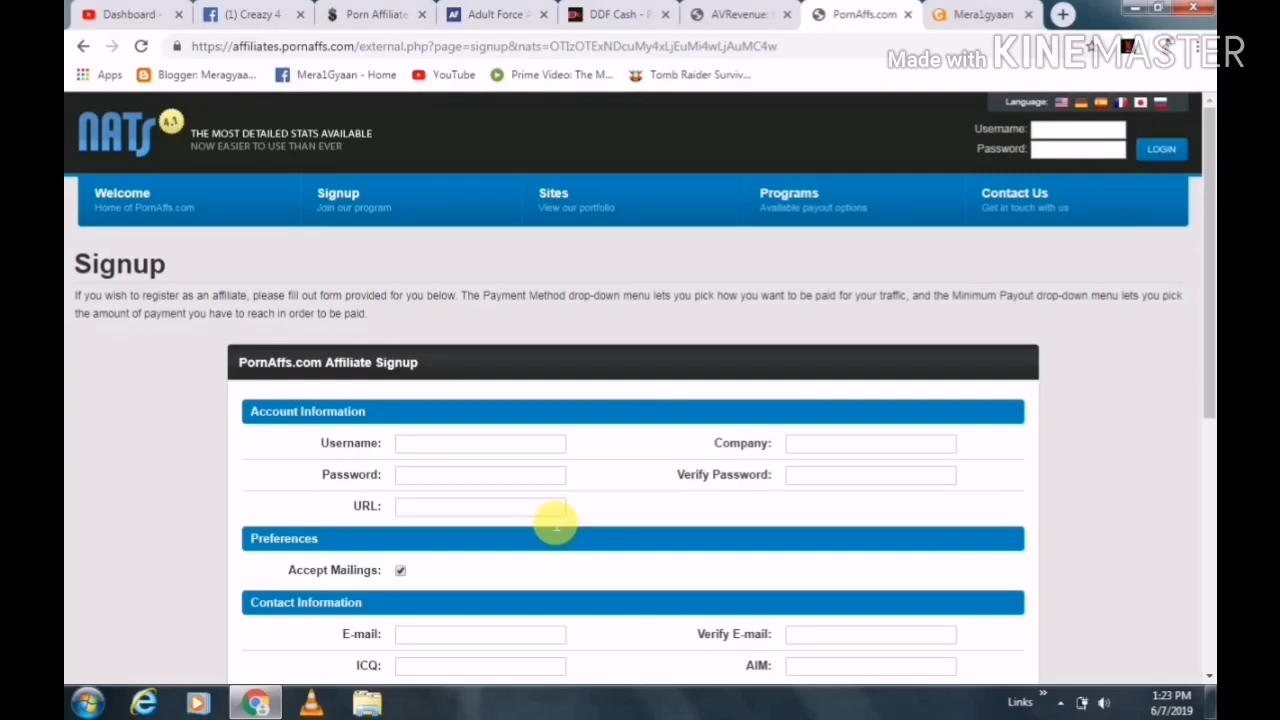 Dashboard -
(1) Creazy 4 -
Porn Affiliate
Adult Force
DDF Cash -
AVRevenue:
PornAffs.com
Mera1gyaan
https://affiliates.pornaffs.com/external.php?page=signup&nats=
Made with KINEMASTER
Apps
Blogger: Meragyaa...
Mera1Gyaan - Home
YouTube
Prime Video: The M...
Tomb Raider Surviv...
Language:
NATS 4.1
THE MOST DETAILED STATS AVAILABLE
NOW EASIER TO USE THAN EVER
Username:
Password:
LOGIN
Welcome
Home of PornAffs.com
Signup
Join our program
Sites
View our portfolio
Programs
Available payout options
Contact Us
Get in touch with us
Signup
If you wish to register as an affiliate, please fill out form provided for you below. The Payment Method drop-down menu lets you pick how you want to be paid for your traffic, and the Minimum Payout drop-down menu lets you pick
the amount of payment you have to reach in order to be paid.
PornAffs.com Affiliate Signup
Account Information
Username:
Company:
Password:
Verify Password:
URL:
Preferences
Accept Mailings:
Contact Information
E-mail:
Verify E-mail:
ICQ:
AIM:
Links
1:23 PM
6/7/2019